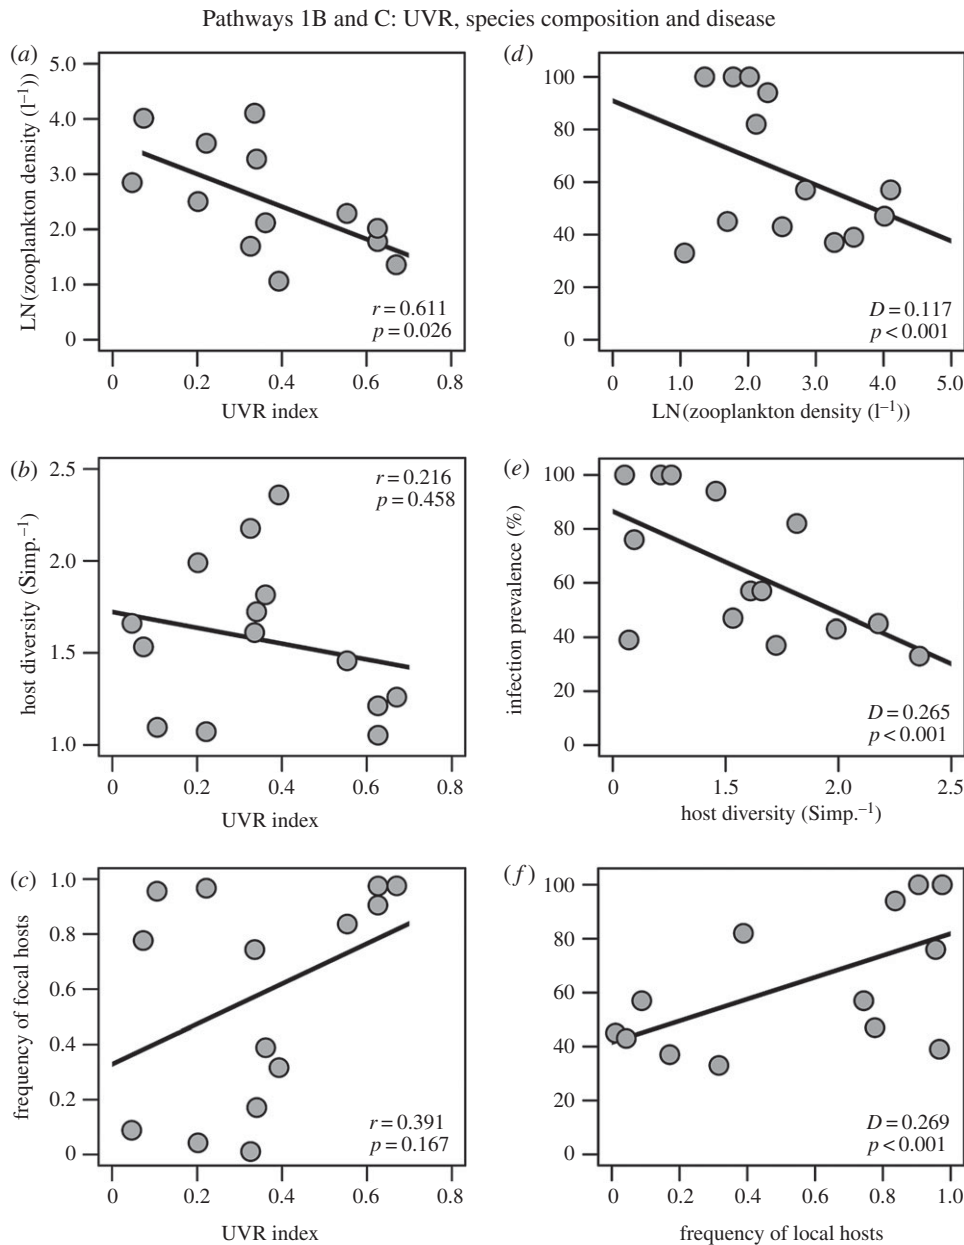 Pathways 1B and C: UVR, species composition and disease
(a)
5.0
4.0
3.0
2.0
1.0
0
LN(zooplankton density (l⁻¹))
r = 0.611
p = 0.026
0 0.2 0.4 0.6 0.8
UVR index
(d)
100
80
60
40
20
0
D = 0.117
p < 0.001
0 1.0 2.0 3.0 4.0 5.0
LN(zooplankton density (l⁻¹))
(b)
2.5
2.0
1.5
1.0
host diversity (Simp.⁻¹)
r = 0.216
p = 0.458
0 0.2 0.4 0.6 0.8
UVR index
(e)
100
80
60
40
20
0
infection prevalence (%)
D = 0.265
p < 0.001
0 1.5 2.0 2.5
host diversity (Simp.⁻¹)
(c)
1.0
0.8
0.6
0.4
0.2
0
frequency of focal hosts
r = 0.391
p = 0.167
0 0.2 0.4 0.6 0.8
UVR index
(f)
100
80
60
40
20
0
D = 0.269
p < 0.001
0 0.2 0.4 0.6 0.8 1.0
frequency of local hosts